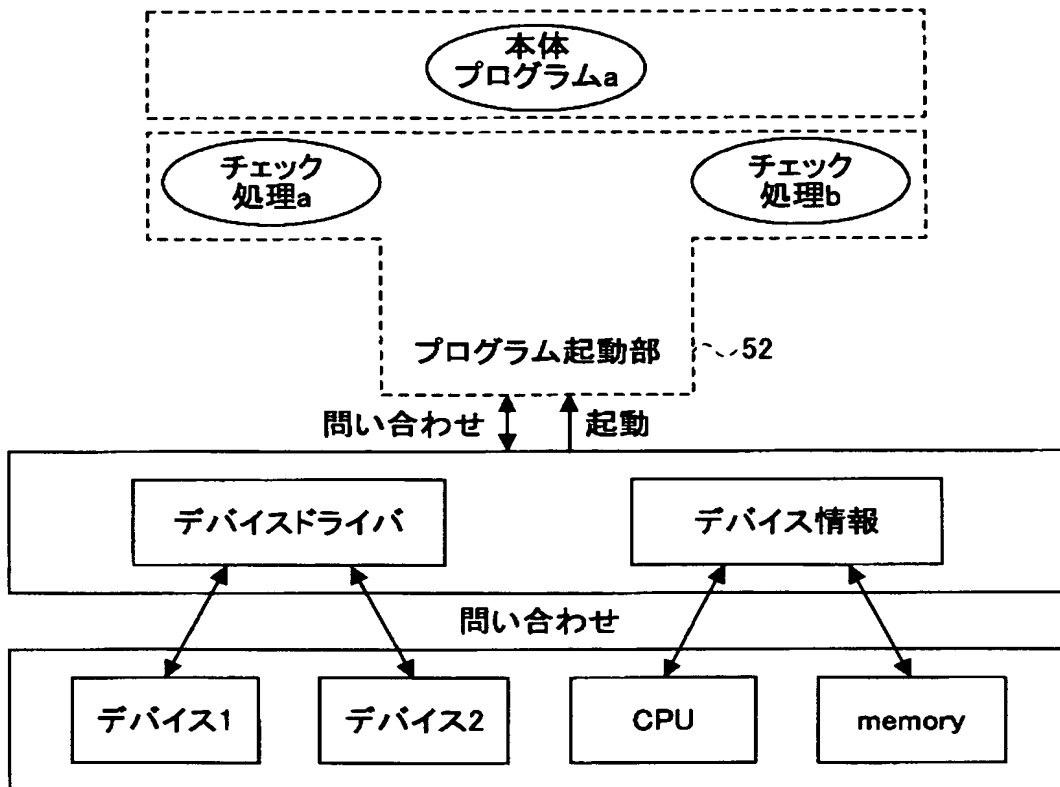 本体
プログラムa
チェック
処理a
チェック
処理b
プログラム起動部
52
問い合わせ
起動
デバイスドライバ
デバイス情報
問い合わせ
デバイス1
デバイス2
CPU
memory